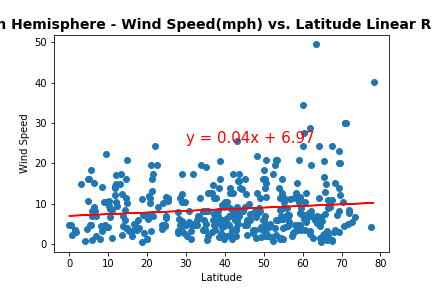 Hemisphere - Wind Speed(mph) vs. Latitude Linear R
50
40
30
20
10
0
Wind Speed
y = 0.04x + 6.97
0 10 20 30 40 50 60 70 80
Latitude